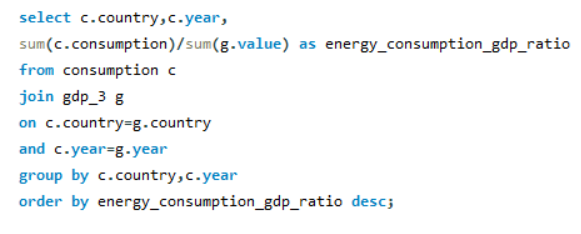 select c.country,c.year,
sum(c.consumption)/sum(g.value) as energy_consumption_gdp_ratio
from consumption c
join gdp_3 g
on c.country=g.country
and c.year=g.year
group by c.country,c.year
order by energy_consumption_gdp_ratio desc;